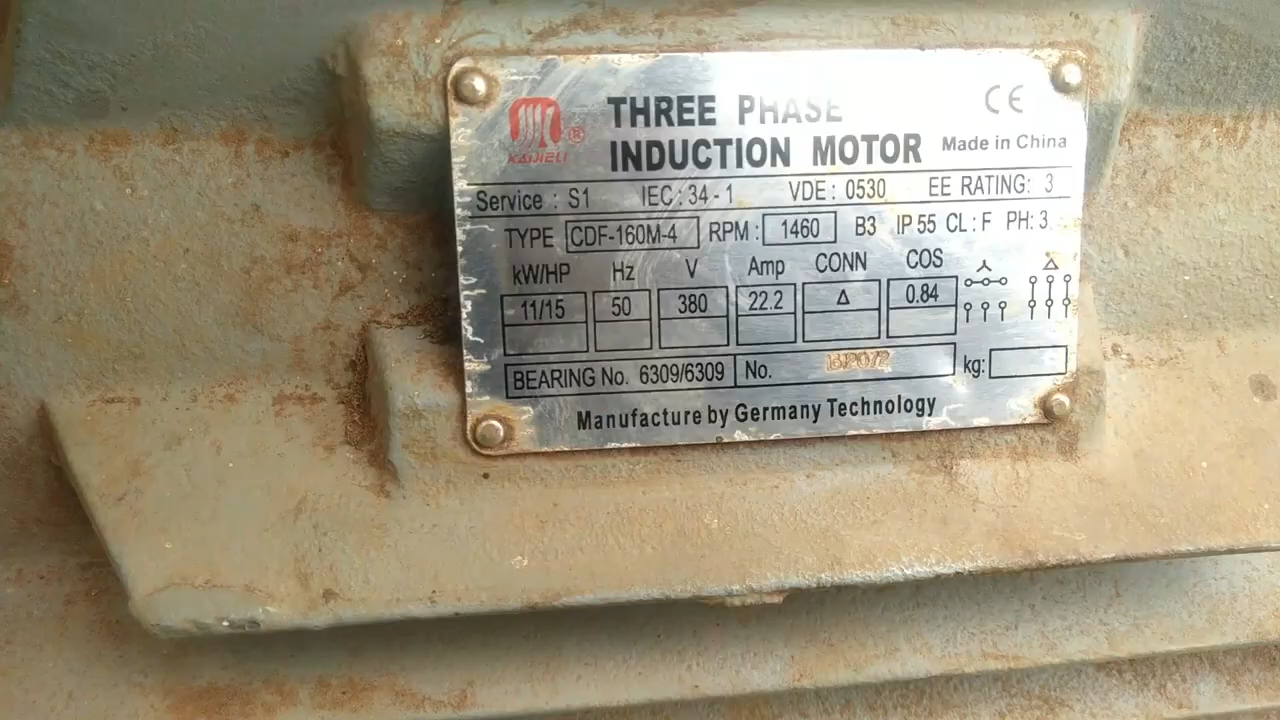 KAIJIELI ®
THREE PHASE
INDUCTION MOTOR
CE
Made in China
Service : S1 IEC : 34 - 1 VDE : 0530 EE RATING: 3
TYPE CDF-160M-4 RPM : 1460 B3 IP 55 CL : F PH: 3
kW/HP Hz V Amp CONN COS
11/15 50 380 22.2 Δ 0.84
BEARING No. 6309/6309 No. kg:
Manufacture by Germany Technology